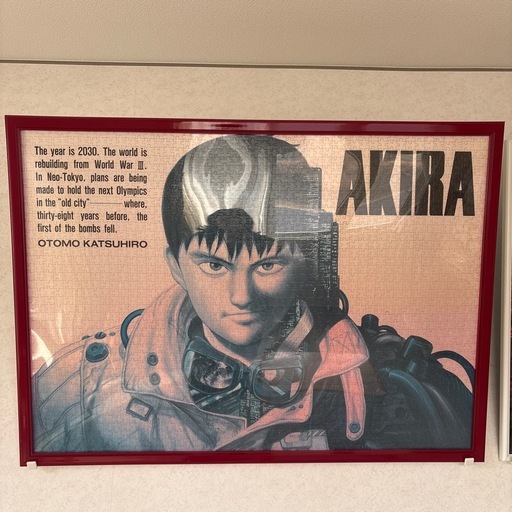 The year is 2030. The world is
rebuilding from World War III.
In Neo-Tokyo, plans are being
made to hold the next Olympics
in the "old city"——— where,
thirty-eight years before, the
first of the bombs fell.
OTOMO KATSUHIRO
AKIRA